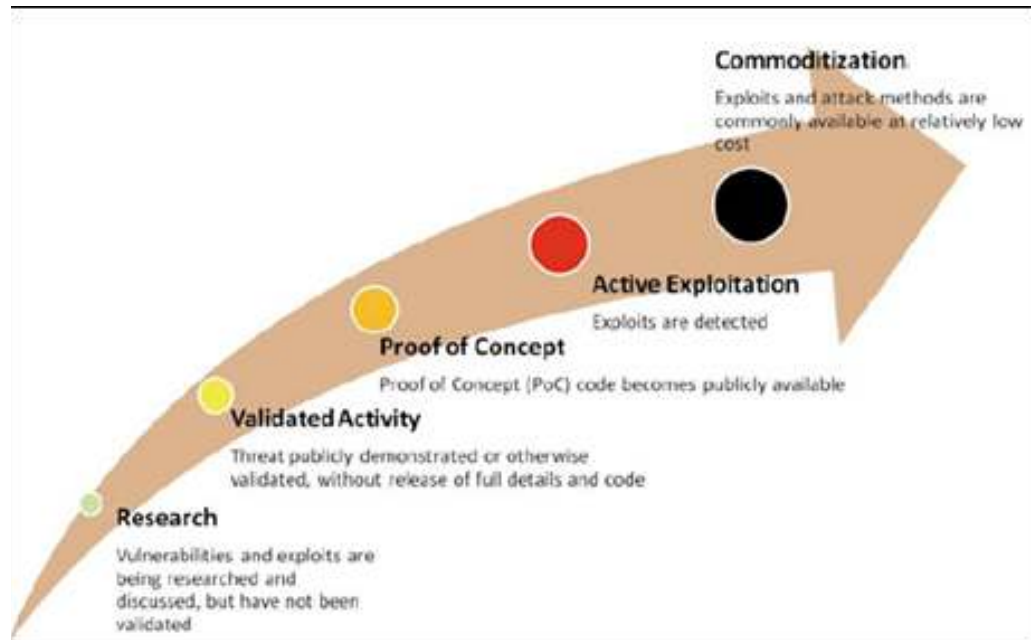 Commoditization
Exploits and attack methods are
commonly available at relatively low
cost
Active Exploitation
Exploits are detected
Proof of Concept
Proof of Concept (PoC) code becomes publicly available
Validated Activity
Threat publicly demonstrated or otherwise
validated, without release of full details and code
Research
Vulnerabilities and exploits are
being researched and
discussed, but have not been
validated